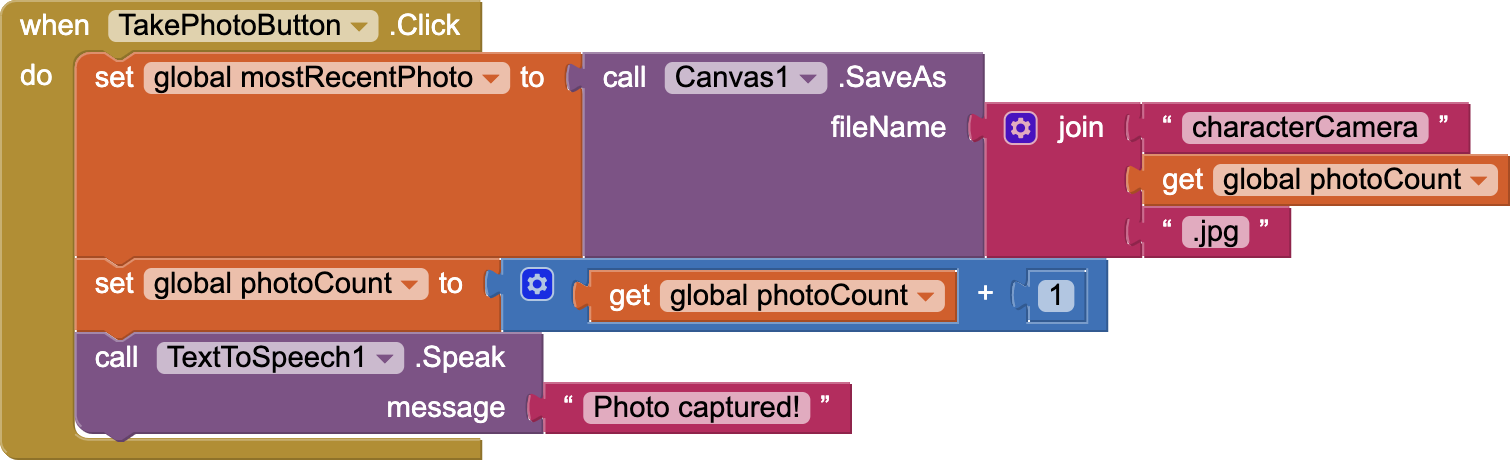 when TakePhotoButton .Click
do set global mostRecentPhoto to call Canvas1 .SaveAs
fileName join “ characterCamera ”
get global photoCount
“ .jpg ”
set global photoCount to get global photoCount + 1
call TextToSpeech1 .Speak
message “ Photo captured! ”